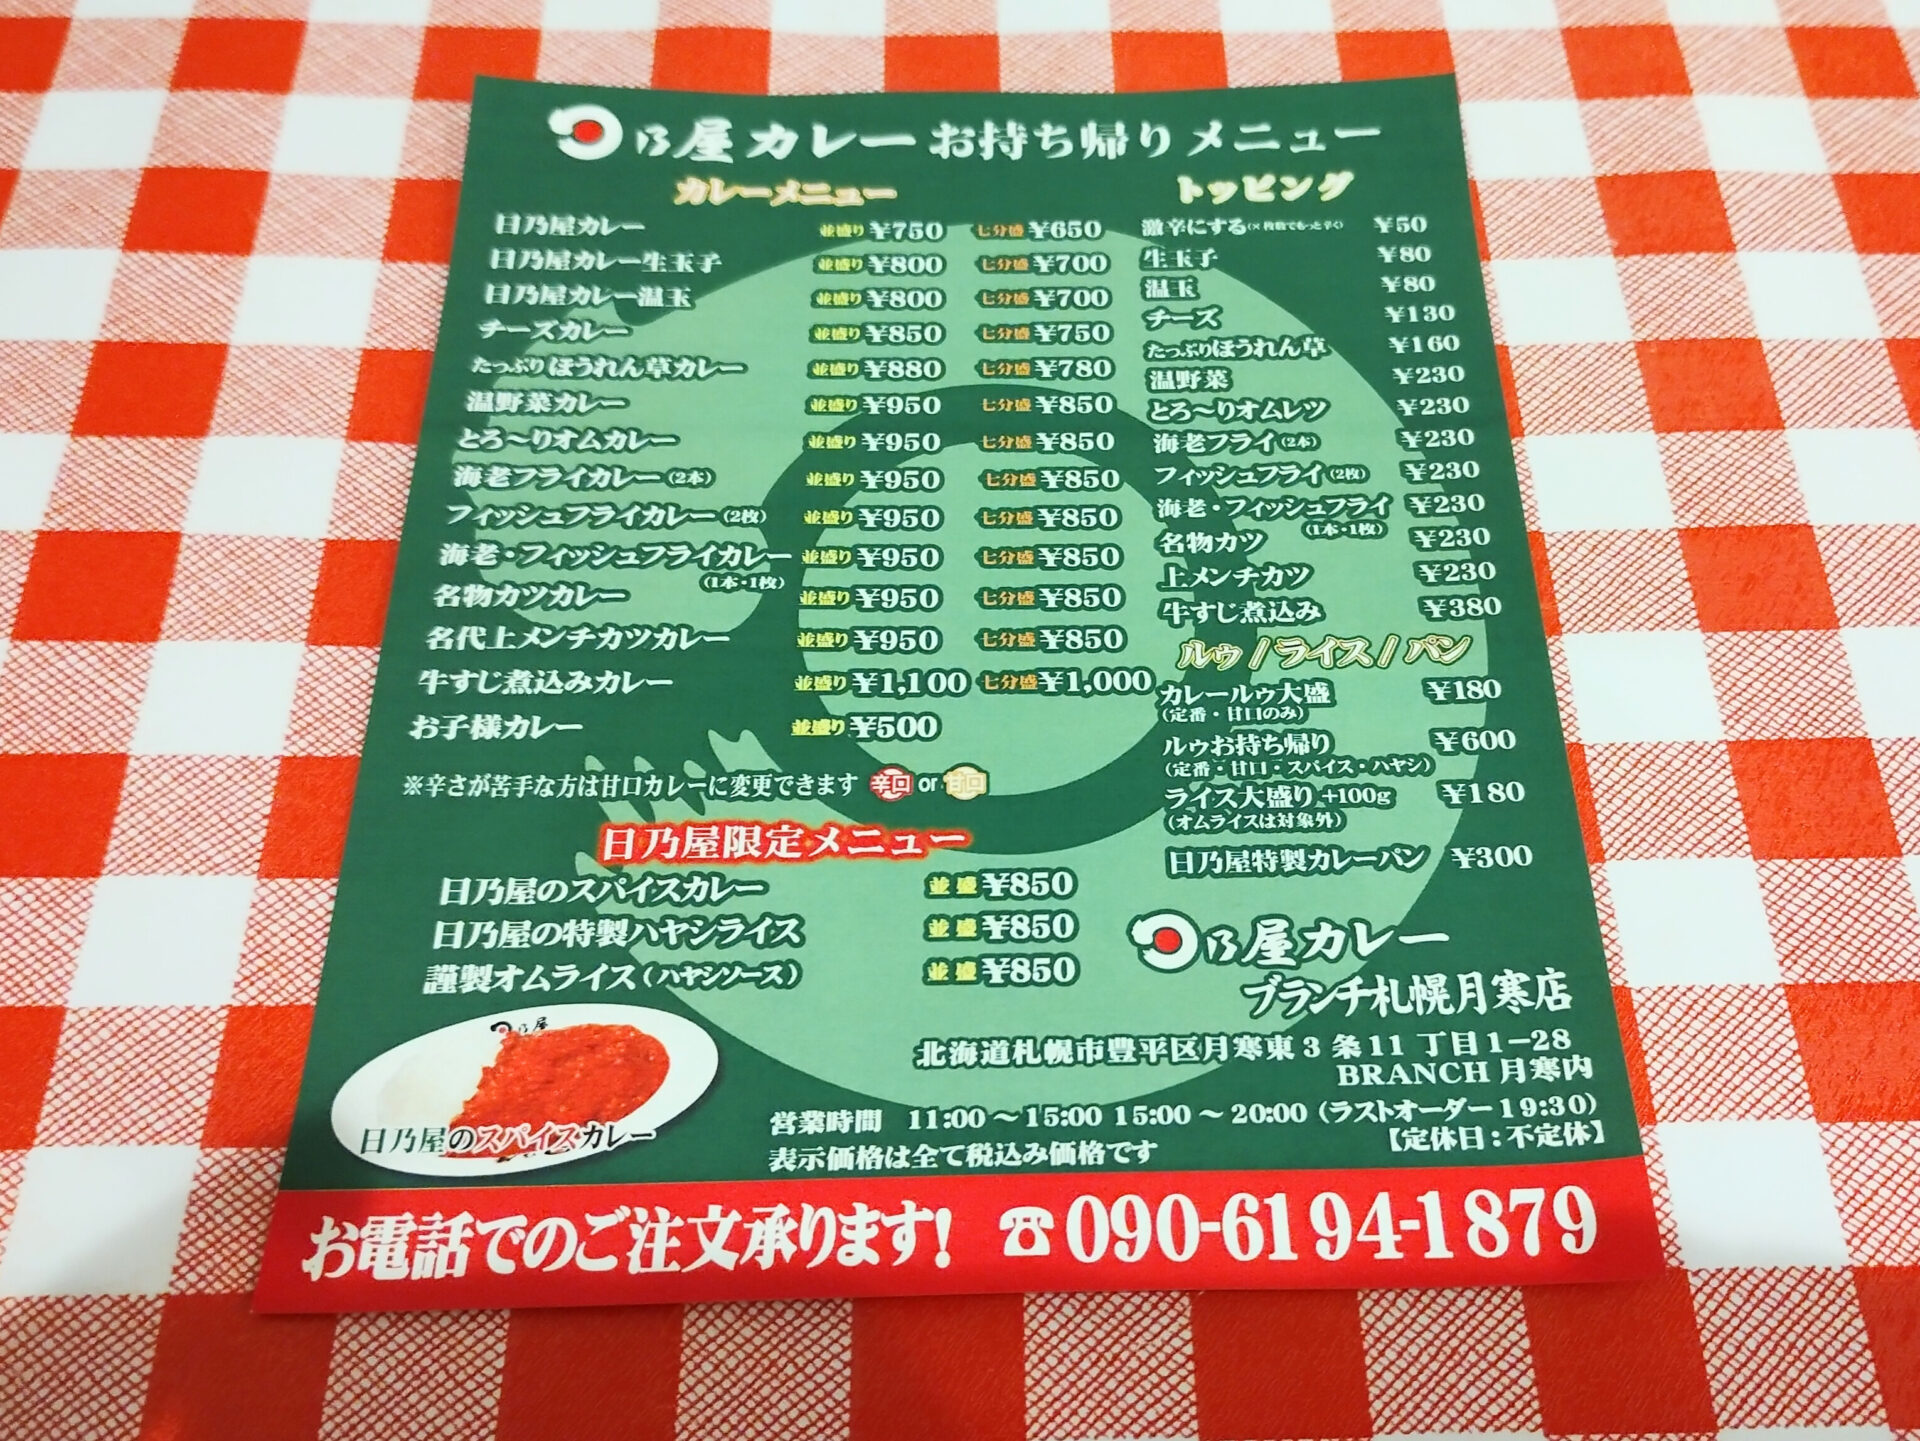 日乃屋カレー お持ち帰りメニュー
カレーメニュー
日乃屋カレー 並盛り ¥750 七分盛 ¥650
日乃屋カレー生玉子 並盛り ¥800 七分盛 ¥700
日乃屋カレー温玉 並盛り ¥800 七分盛 ¥700
チーズカレー 並盛り ¥850 七分盛 ¥750
たっぷりほうれん草カレー 並盛り ¥880 七分盛 ¥780
温野菜カレー 並盛り ¥950 七分盛 ¥850
とろ〜りオムカレー 並盛り ¥950 七分盛 ¥850
海老フライカレー(2本) 並盛り ¥950 七分盛 ¥850
フィッシュフライカレー(2枚) 並盛り ¥950 七分盛 ¥850
海老・フィッシュフライカレー 並盛り ¥950 七分盛 ¥850
(1本・1枚)
名物カツカレー 並盛り ¥950 七分盛 ¥850
名代上メンチカツカレー 並盛り ¥950 七分盛 ¥850
牛すじ煮込みカレー 並盛り ¥1,100 七分盛 ¥1,000
お子様カレー 並盛り ¥500
※辛さが苦手な方は甘口カレーに変更できます 辛口 or 甘口
日乃屋限定メニュー
日乃屋のスパイスカレー 並盛 ¥850
日乃屋の特製ハヤシライス 並盛 ¥850
謹製オムライス(ハヤシソース) 並盛 ¥850
日乃屋
日乃屋のスパイスカレー
トッピング
激辛にする ¥50
生玉子 ¥80
温玉 ¥80
チーズ ¥130
たっぷりほうれん草 ¥160
温野菜 ¥230
とろ〜りオムレツ ¥230
海老フライ(2本) ¥230
フィッシュフライ(2枚) ¥230
海老・フィッシュフライ ¥230
(1本・1枚)
名物カツ ¥230
上メンチカツ ¥230
牛すじ煮込み ¥380
ルゥ/ライス/パン
カレールゥ大盛 ¥180
(定番・甘口のみ)
ルゥお持ち帰り ¥600
(定番・甘口・スパイス・ハヤシ)
ライス大盛り +100g ¥180
(オムライスは対象外)
日乃屋特製カレーパン ¥300
日乃屋カレー
ブランチ札幌月寒店
北海道札幌市豊平区月寒東3条11丁目1−28
BRANCH月寒内
営業時間 11:00〜15:00 15:00〜20:00(ラストオーダー19:30)
【定休日:不定休】
表示価格は全て税込み価格です
お電話でのご注文承ります! ☎090-6194-1879